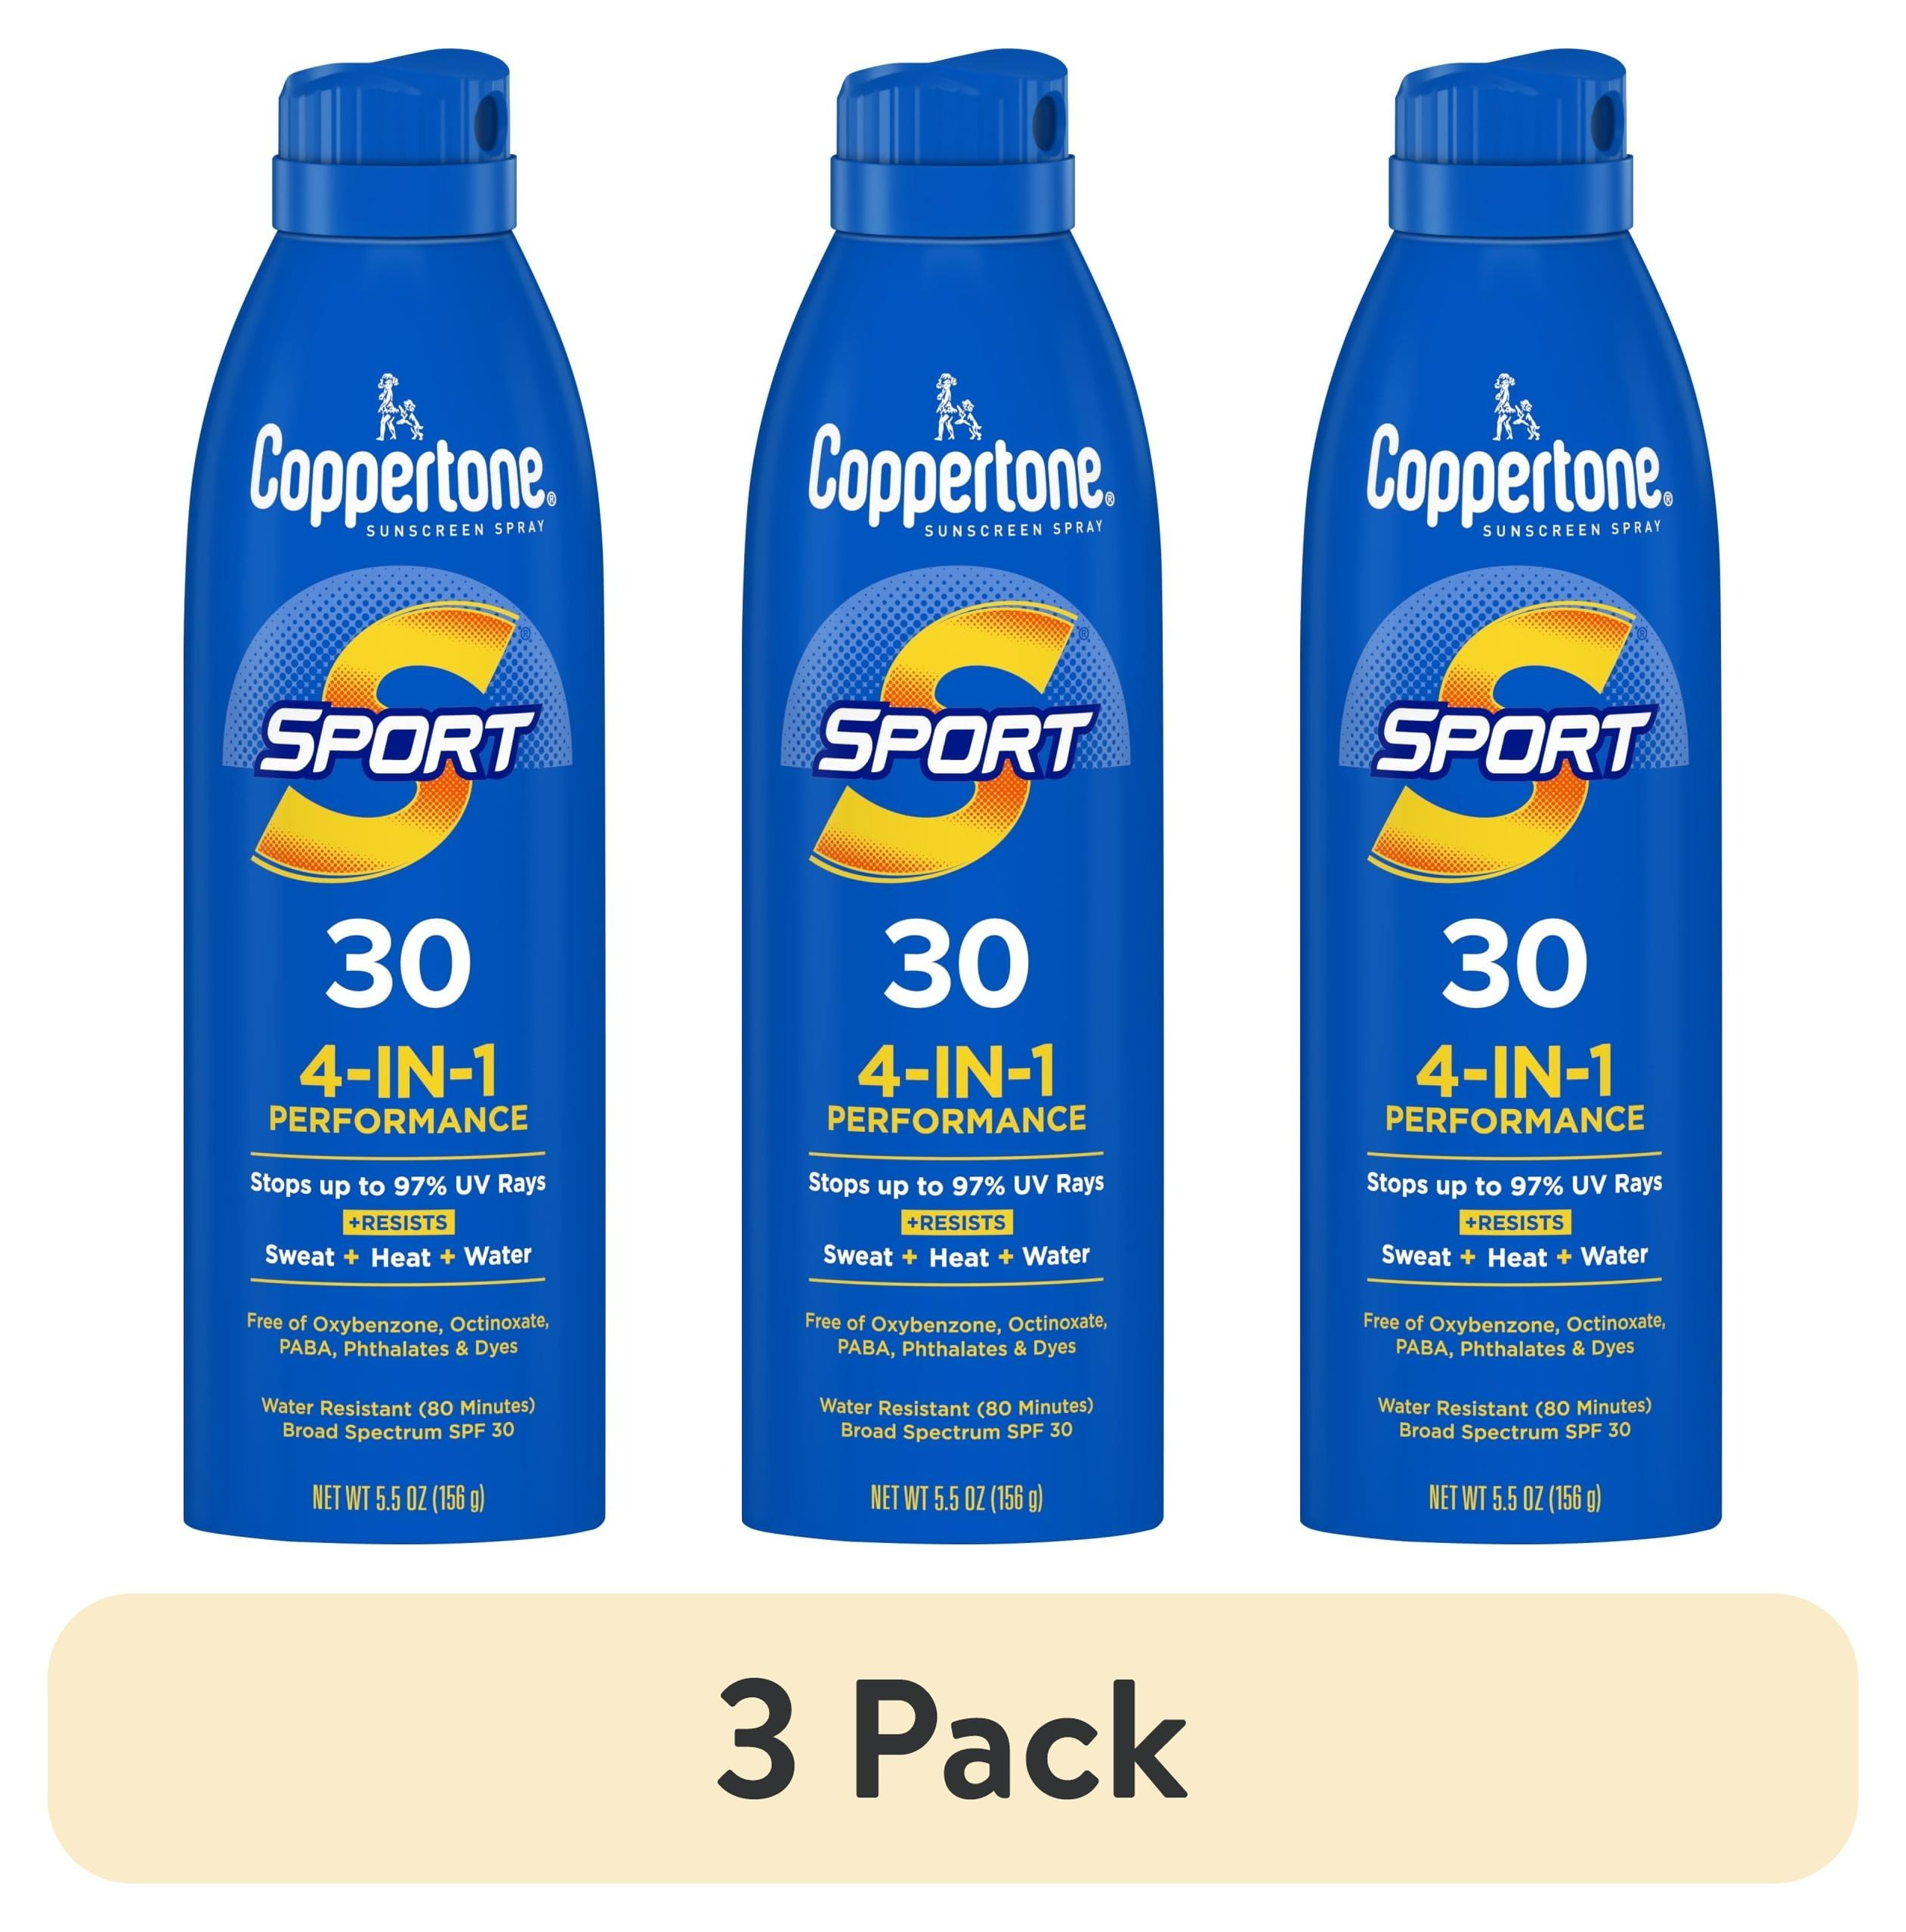 Coppertone®
SUNSCREEN SPRAY
®
SPORT
30
4-IN-1
PERFORMANCE
Stops up to 97% UV Rays
+RESISTS
Sweat + Heat + Water
Free of Oxybenzone, Octinoxate,
PABA, Phthalates & Dyes
Water Resistant (80 Minutes)
Broad Spectrum SPF 30
NET WT 5.5 OZ (156 g)
Coppertone®
SUNSCREEN SPRAY
®
SPORT
30
4-IN-1
PERFORMANCE
Stops up to 97% UV Rays
+RESISTS
Sweat + Heat + Water
Free of Oxybenzone, Octinoxate,
PABA, Phthalates & Dyes
Water Resistant (80 Minutes)
Broad Spectrum SPF 30
NET WT 5.5 OZ (156 g)
Coppertone®
SUNSCREEN SPRAY
®
SPORT
30
4-IN-1
PERFORMANCE
Stops up to 97% UV Rays
+RESISTS
Sweat + Heat + Water
Free of Oxybenzone, Octinoxate,
PABA, Phthalates & Dyes
Water Resistant (80 Minutes)
Broad Spectrum SPF 30
NET WT 5.5 OZ (156 g)
3 Pack